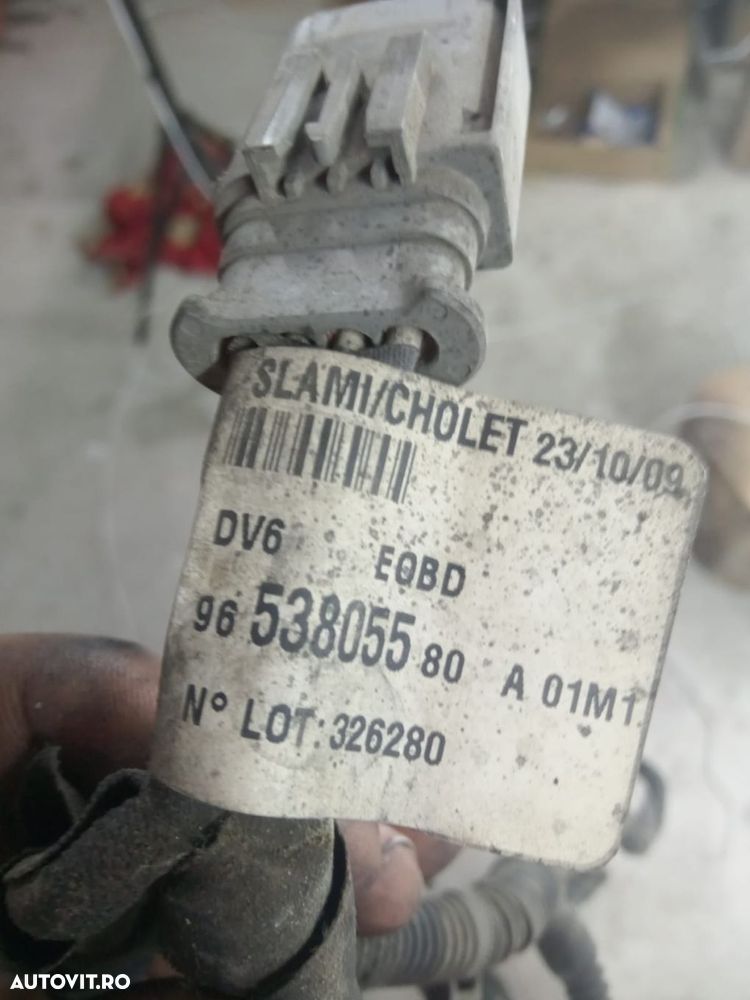 SLAMI/CHOLET 23/10/09
DV6 EOBD
96 538055 80 A 01M1
N° LOT: 326280
AUTOVIT.RO